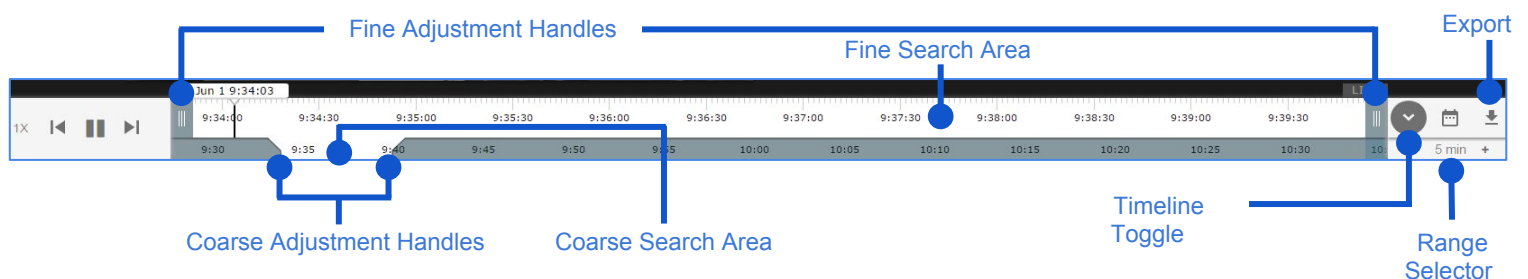 Fine Adjustment Handles
Export
Fine Search Area
Jun 1 9:34:03
1X
9:34:00 9:34:30 9:35:00 9:35:30 9:36:00 9:36:30 9:37:00 9:37:30 9:38:00 9:38:30 9:39:00 9:39:30
9:30 9:35 9:40 9:45 9:50 9:55 10:00 10:05 10:10 10:15 10:20 10:25 10:30
5 min +
Coarse Adjustment Handles
Coarse Search Area
Timeline
Toggle
Range
Selector